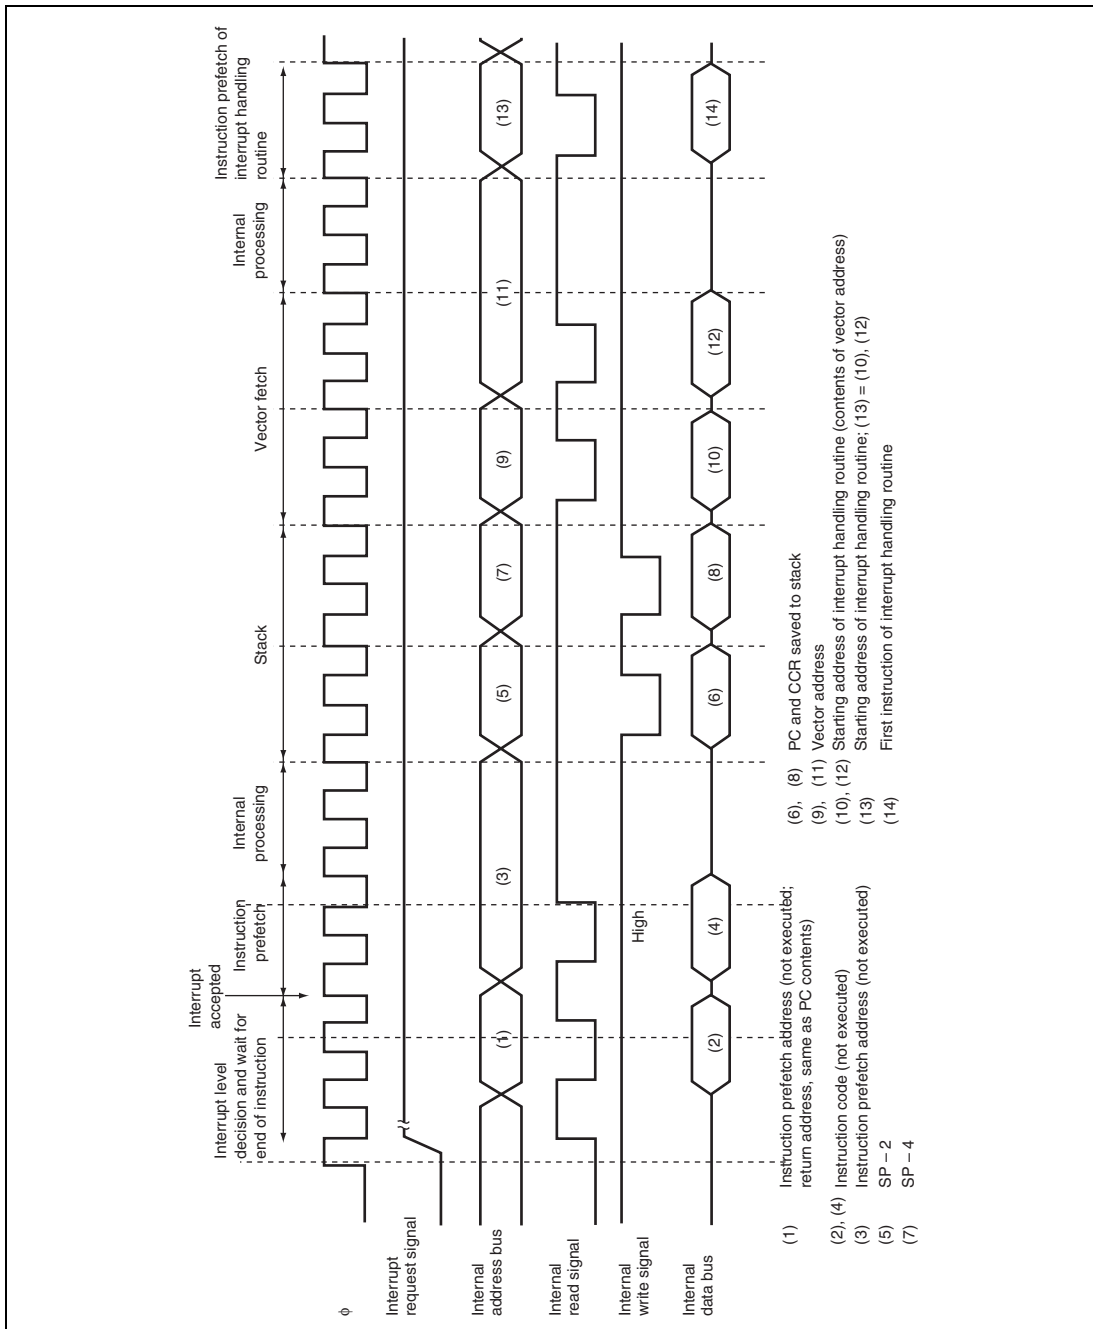 Interrupt level
decision and wait for
end of instruction
Interrupt
accepted
Instruction
prefetch
Internal
processing
Stack
Vector fetch
Internal
processing
Instruction prefetch of
interrupt handling
routine
φ
Interrupt
request signal
Internal
address bus
(1)
(3)
(5)
(7)
(9)
(11)
(13)
Internal
read signal
Internal
write signal
High
Internal
data bus
(2)
(4)
(6)
(8)
(10)
(12)
(14)
(1) Instruction prefetch address (not executed;
return address, same as PC contents)
(2), (4) Instruction code (not executed)
(3) Instruction prefetch address (not executed)
(5) SP – 2
(7) SP – 4
(6), (8) PC and CCR saved to stack
(9), (11) Vector address
(10), (12) Starting address of interrupt handling routine (contents of vector address)
(13) Starting address of interrupt handling routine; (13) = (10), (12)
(14) First instruction of interrupt handling routine